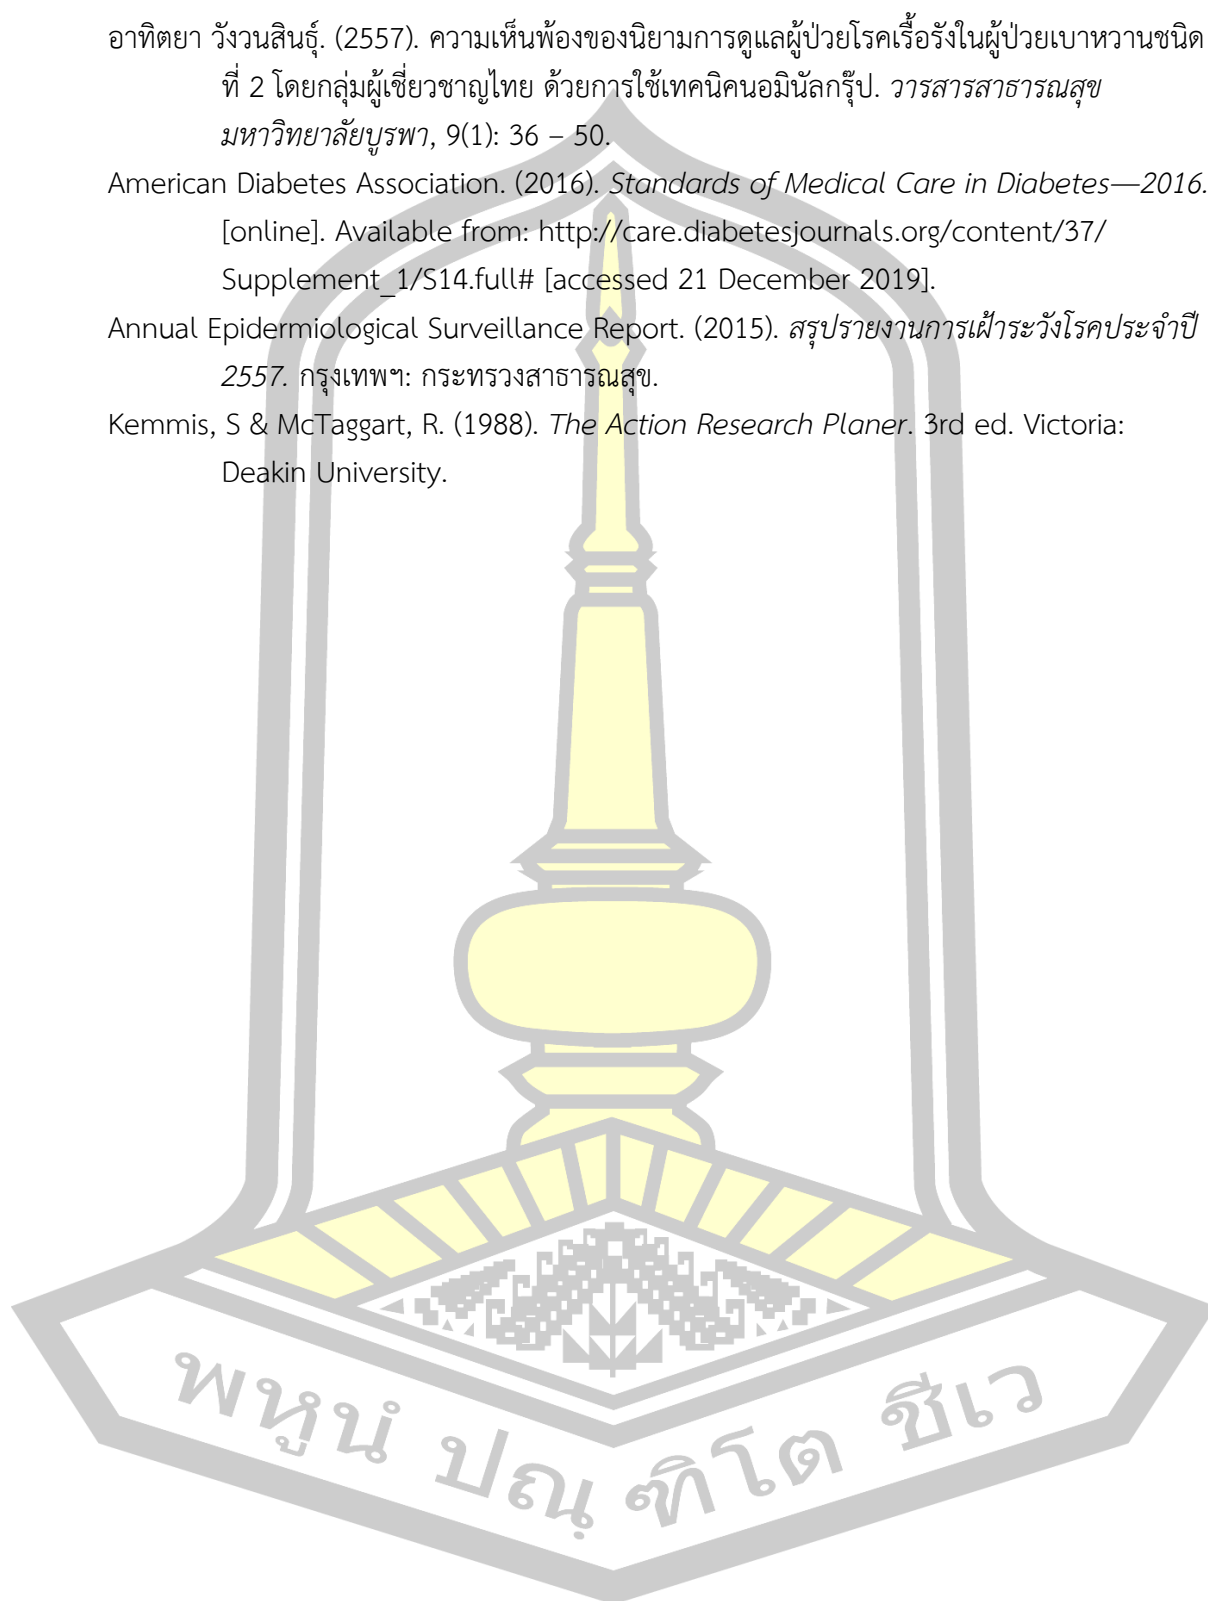 อาทิตยา วังวนสินธุ์. (2557). ความเห็นพ้องของนิยามการดูแลผู้ป่วยโรคเรื้อรังในผู้ป่วยเบาหวานชนิด
ที่ 2 โดยกลุ่มผู้เชี่ยวชาญไทย ด้วยการใช้เทคนิคนอมินัลกรุ๊ป. วารสารสาธารณสุข
มหาวิทยาลัยบูรพา, 9(1): 36 – 50.
American Diabetes Association. (2016). Standards of Medical Care in Diabetes—2016.
[online]. Available from: http://care.diabetesjournals.org/content/37/
Supplement_1/S14.full# [accessed 21 December 2019].
Annual Epidermiological Surveillance Report. (2015). สรุปรายงานการเฝ้าระวังโรคประจำปี
2557. กรุงเทพฯ: กระทรวงสาธารณสุข.
Kemmis, S & McTaggart, R. (1988). The Action Research Planer. 3rd ed. Victoria:
Deakin University.
พหูนํ ปณฺฑิโต ชีเว